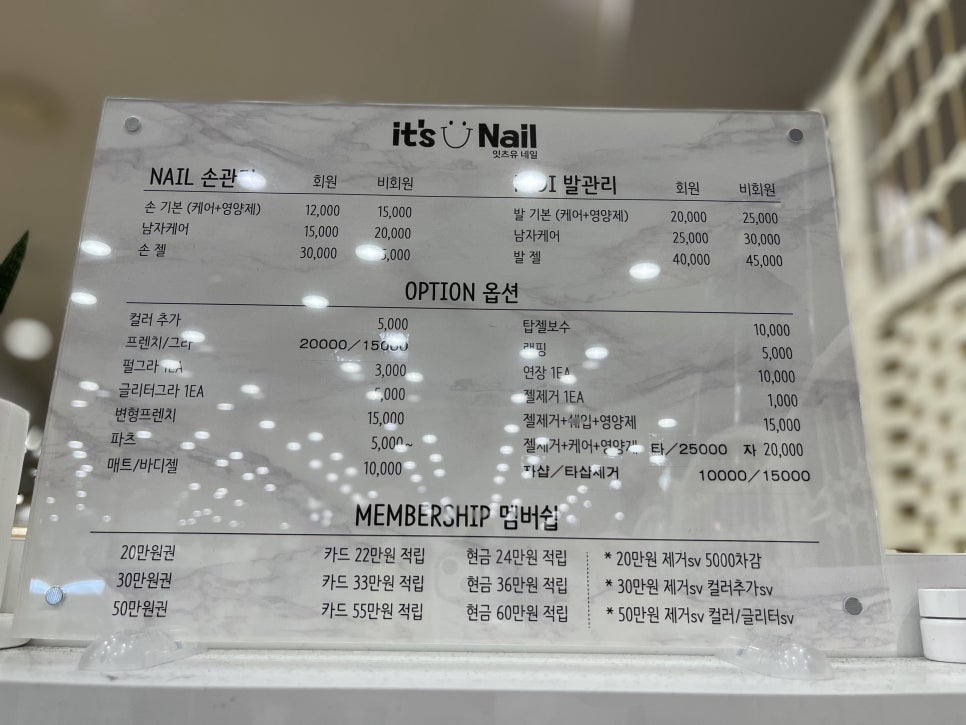 it's Nail
잇츠유 네일
NAIL 손관리 회원 비회원
손 기본 (케어+영양제) 12,000 15,000
남자케어 15,000 20,000
손 젤 30,000
발관리 회원 비회원
발 기본 (케어+영양제) 20,000 25,000
남자케어 25,000 30,000
발 젤 40,000 45,000
OPTION 옵션
컬러 추가 5,000
프렌치/그라 20000/15000
펄그라 1EA 3,000
글리터그라 1EA
변형프렌치 15,000
파츠 5,000~
매트/바디젤 10,000
탑젤보수 10,000
랩핑 5,000
연장 1EA 10,000
젤제거 1EA 1,000
젤제거+쉐입+영양제 15,000
젤제거+케어+영양제 타/25000 자 20,000
자샵/타샵제거 10000/15000
MEMBERSHIP 멤버쉽
20만원권 카드 22만원 적립 현금 24만원 적립
30만원권 카드 33만원 적립 현금 36만원 적립
50만원권 카드 55만원 적립 현금 60만원 적립
* 20만원 제거sv 5000차감
* 30만원 제거sv 컬러추가sv
* 50만원 제거sv 컬러/글리터sv